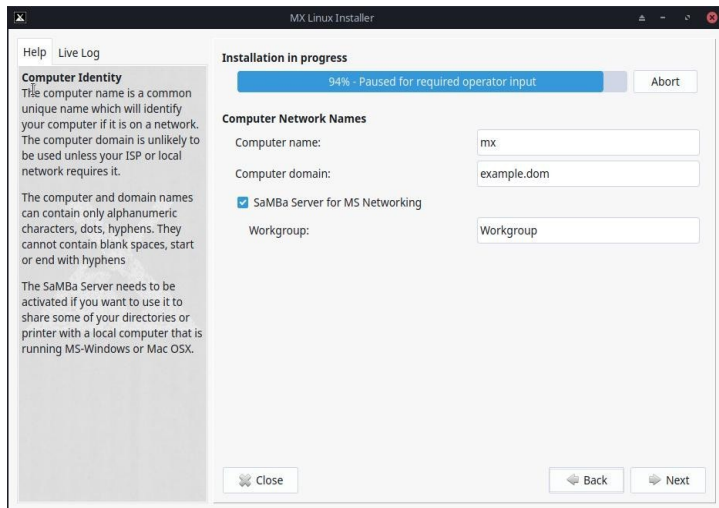 MX Linux Installer
Help
Live Log
Computer Identity
The computer name is a common
unique name which will identify
your computer if it is on a network.
The computer domain is unlikely to
be used unless your ISP or local
network requires it.
The computer and domain names
can contain only alphanumeric
characters, dots, hyphens. They
cannot contain blank spaces, start
or end with hyphens
The SaMBa Server needs to be
activated if you want to use it to
share some of your directories or
printer with a local computer that is
running MS-Windows or Mac OSX.
Installation in progress
94% - Paused for required operator input
Abort
Computer Network Names
Computer name:
mx
Computer domain:
example.dom
SaMBa Server for MS Networking
Workgroup:
Workgroup
Close
Back
Next